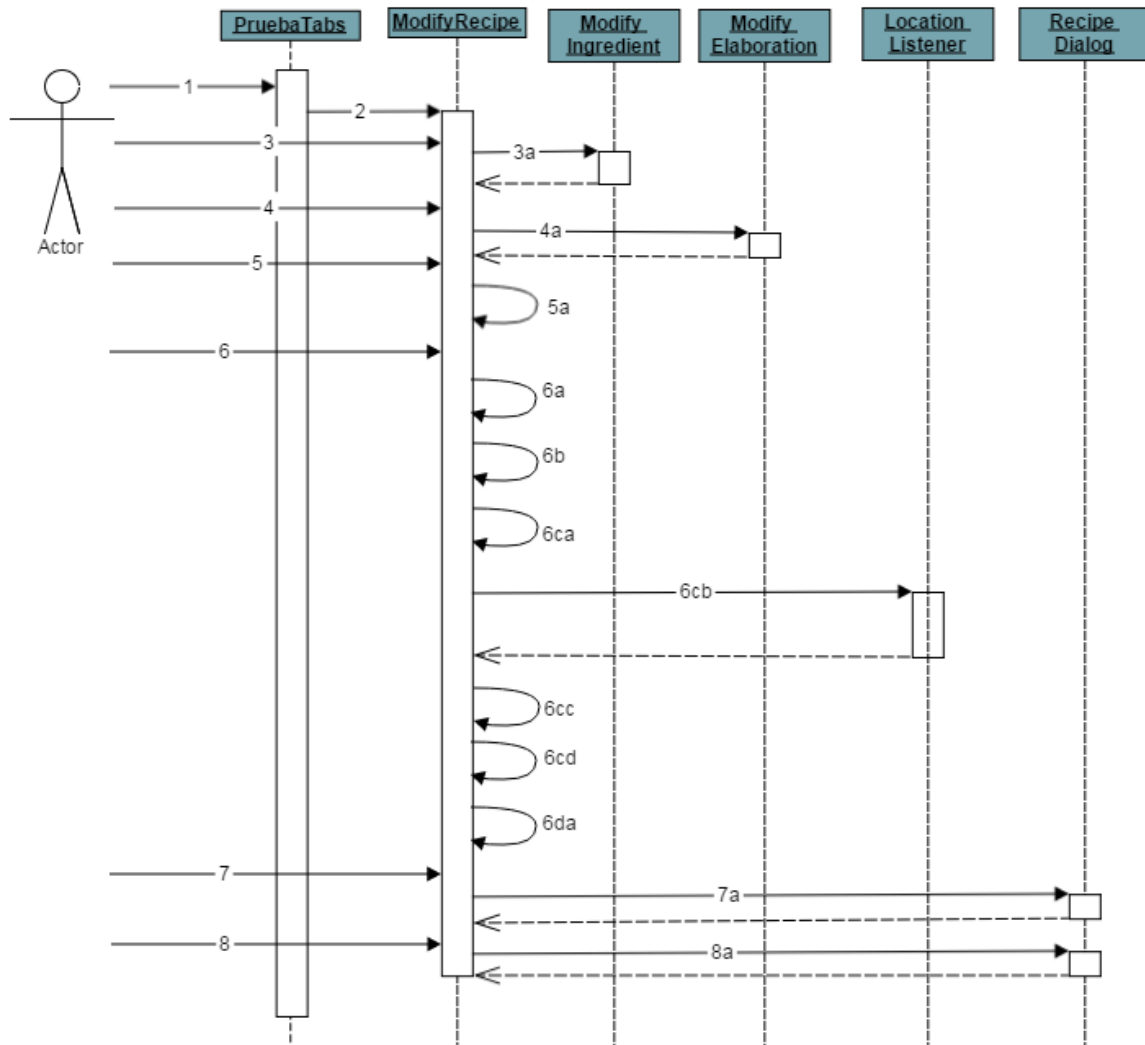 PruebaTabs
ModifyRecipe
Modify
Ingredient
Modify
Elaboration
Location
Listener
Recipe
Dialog
1
2
3
3a
4
Actor
4a
5
5a
6
6a
6b
6ca
6cb
6cc
6cd
6da
7
7a
8
8a